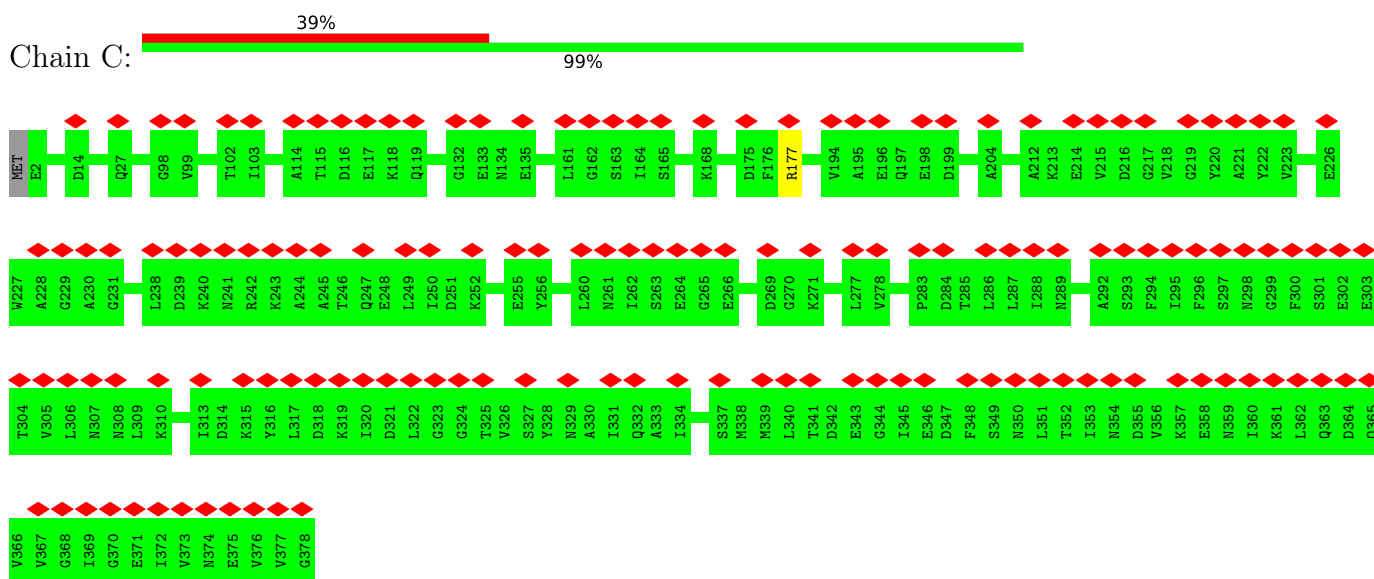 39%
Chain C:
99%
MET E2 D14 Q27 G98 V99 T102 I103 A114 T115 D116 E117 K118 Q119 G132 E133 N134 E135 L161 G162 S163 I164 S165 K168 D175 F176 R177 V194 A195 E196 Q197 E198 D199 A204 A212 K213 E214 V215 D216 G217 V218 G219 Y220 A221 Y222 V223 E226
W227 A228 G229 A230 G231 L238 D239 K240 N241 R242 K243 A244 A245 T246 Q247 E248 L249 I250 D251 K252 E255 Y256 L260 N261 I262 S263 E264 G265 E266 D269 G270 K271 L277 V278 P283 D284 T285 L286 L287 I288 N289 A292 S293 F294 I295 F296 S297 N298 G299 F300 S301 E302 E303
T304 V305 L306 N307 N308 L309 K310 I313 D314 K315 Y316 L317 D318 K319 I320 D321 L322 G323 G324 T325 V326 S327 Y328 N329 A330 I331 Q332 A333 I334 S337 M338 M339 L340 T341 D342 E343 G344 I345 E346 D347 F348 S349 N350 L351 T352 I353 N354 D355 V356 K357 E358 N359 I360 K361 L362 Q363 D364 Q365
V366 V367 G368 I369 G370 E371 I372 V373 N374 E375 V376 V377 G378